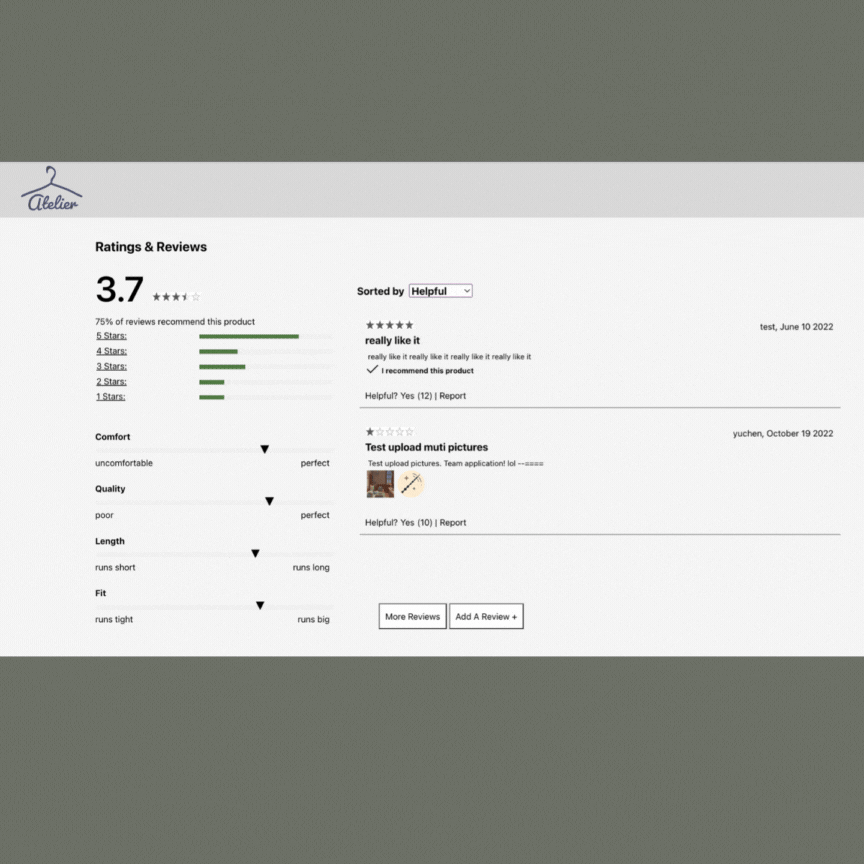 Atelier
Ratings & Reviews
3.7
75% of reviews recommend this product
5 Stars:
4 Stars:
3 Stars:
2 Stars:
1 Stars:
Comfort
uncomfortable perfect
Quality
poor perfect
Length
runs short runs long
Fit
runs tight runs big
Sorted by Helpful
test, June 10 2022
really like it
really like it really like it really like it really like it
I recommend this product
Helpful? Yes (12) | Report
yuchen, October 19 2022
Test upload muti pictures
Test upload pictures. Team application! lol --====
Helpful? Yes (10) | Report
More Reviews Add A Review +